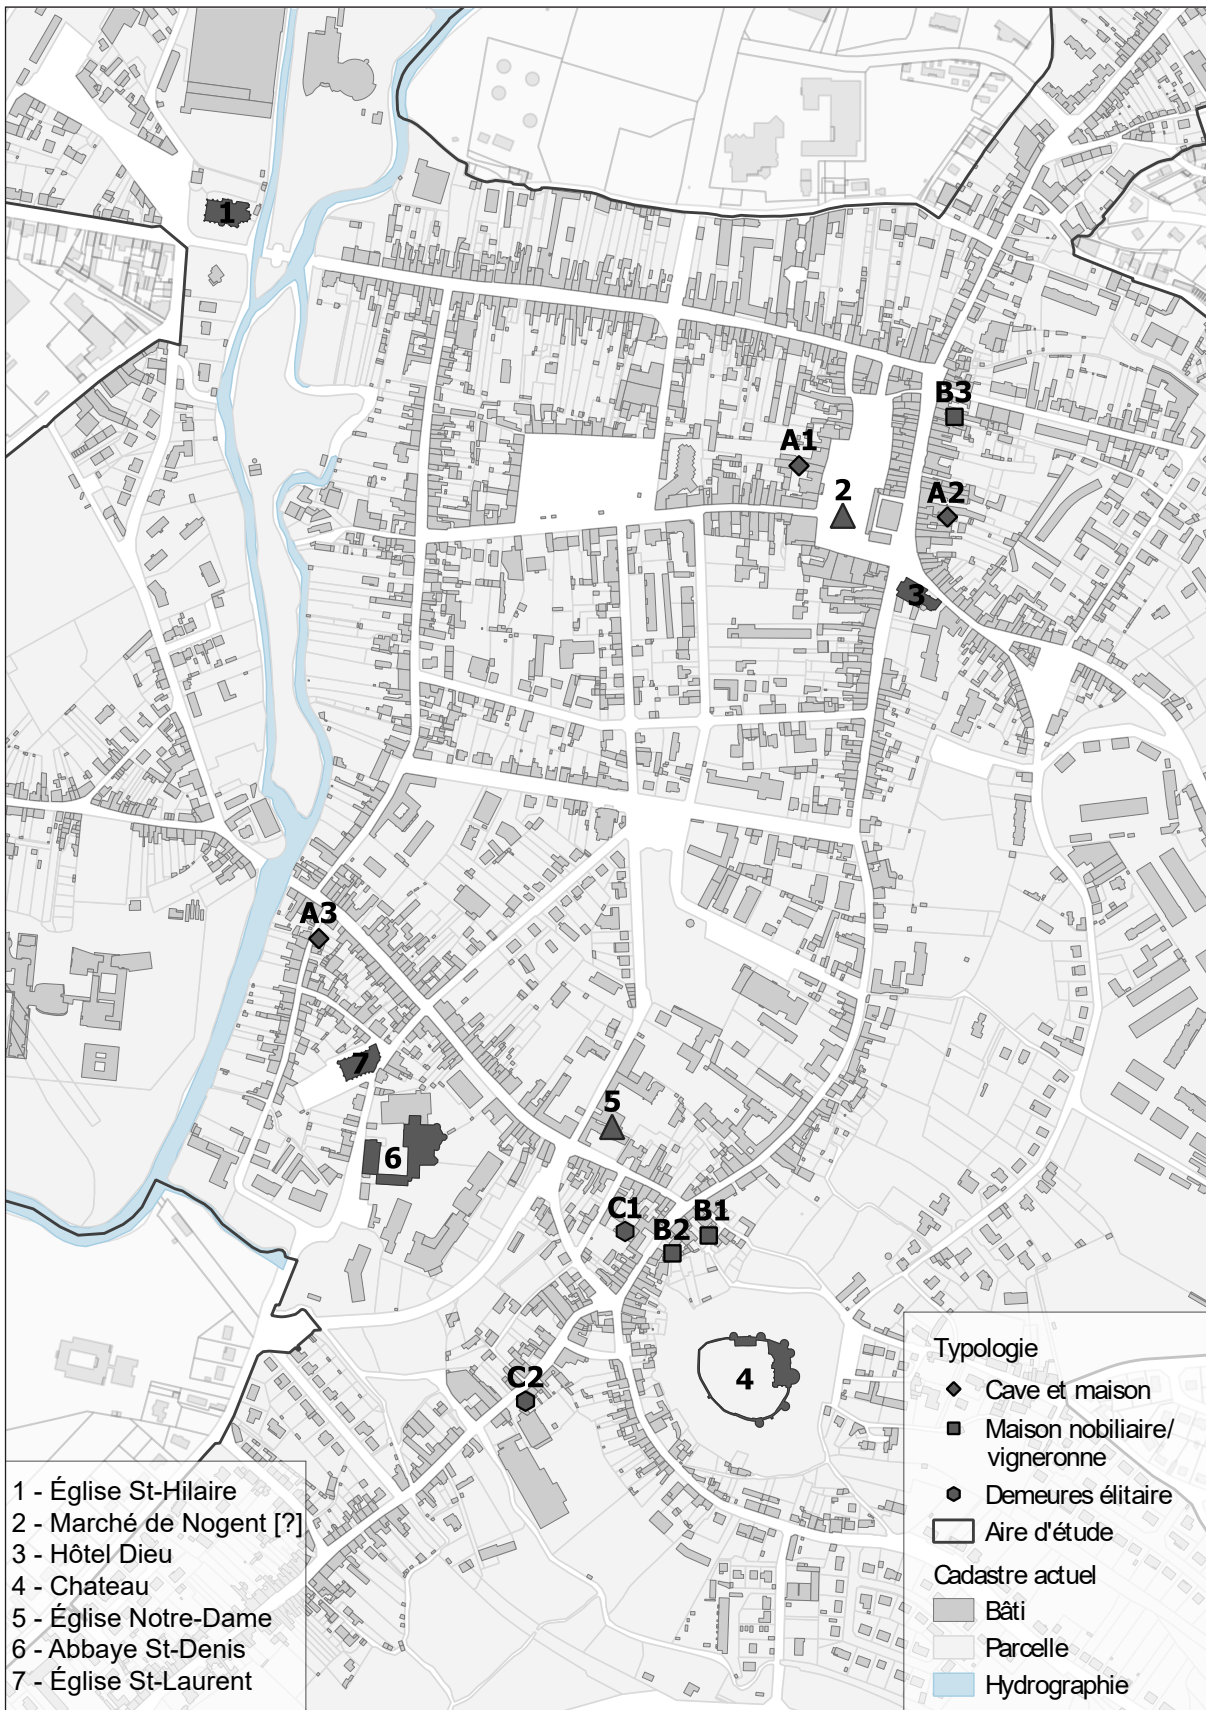 1
B3
A1
2
A2
3
A3
7
5
6
C1
B1
B2
4
C2
Typologie
Cave et maison
Maison nobiliaire/
vigneronne
Demeures élitaire
Aire d'étude
Cadastre actuel
Bâti
Parcelle
Hydrographie
1 - Église St-Hilaire
2 - Marché de Nogent [?]
3 - Hôtel Dieu
4 - Chateau
5 - Église Notre-Dame
6 - Abbaye St-Denis
7 - Église St-Laurent